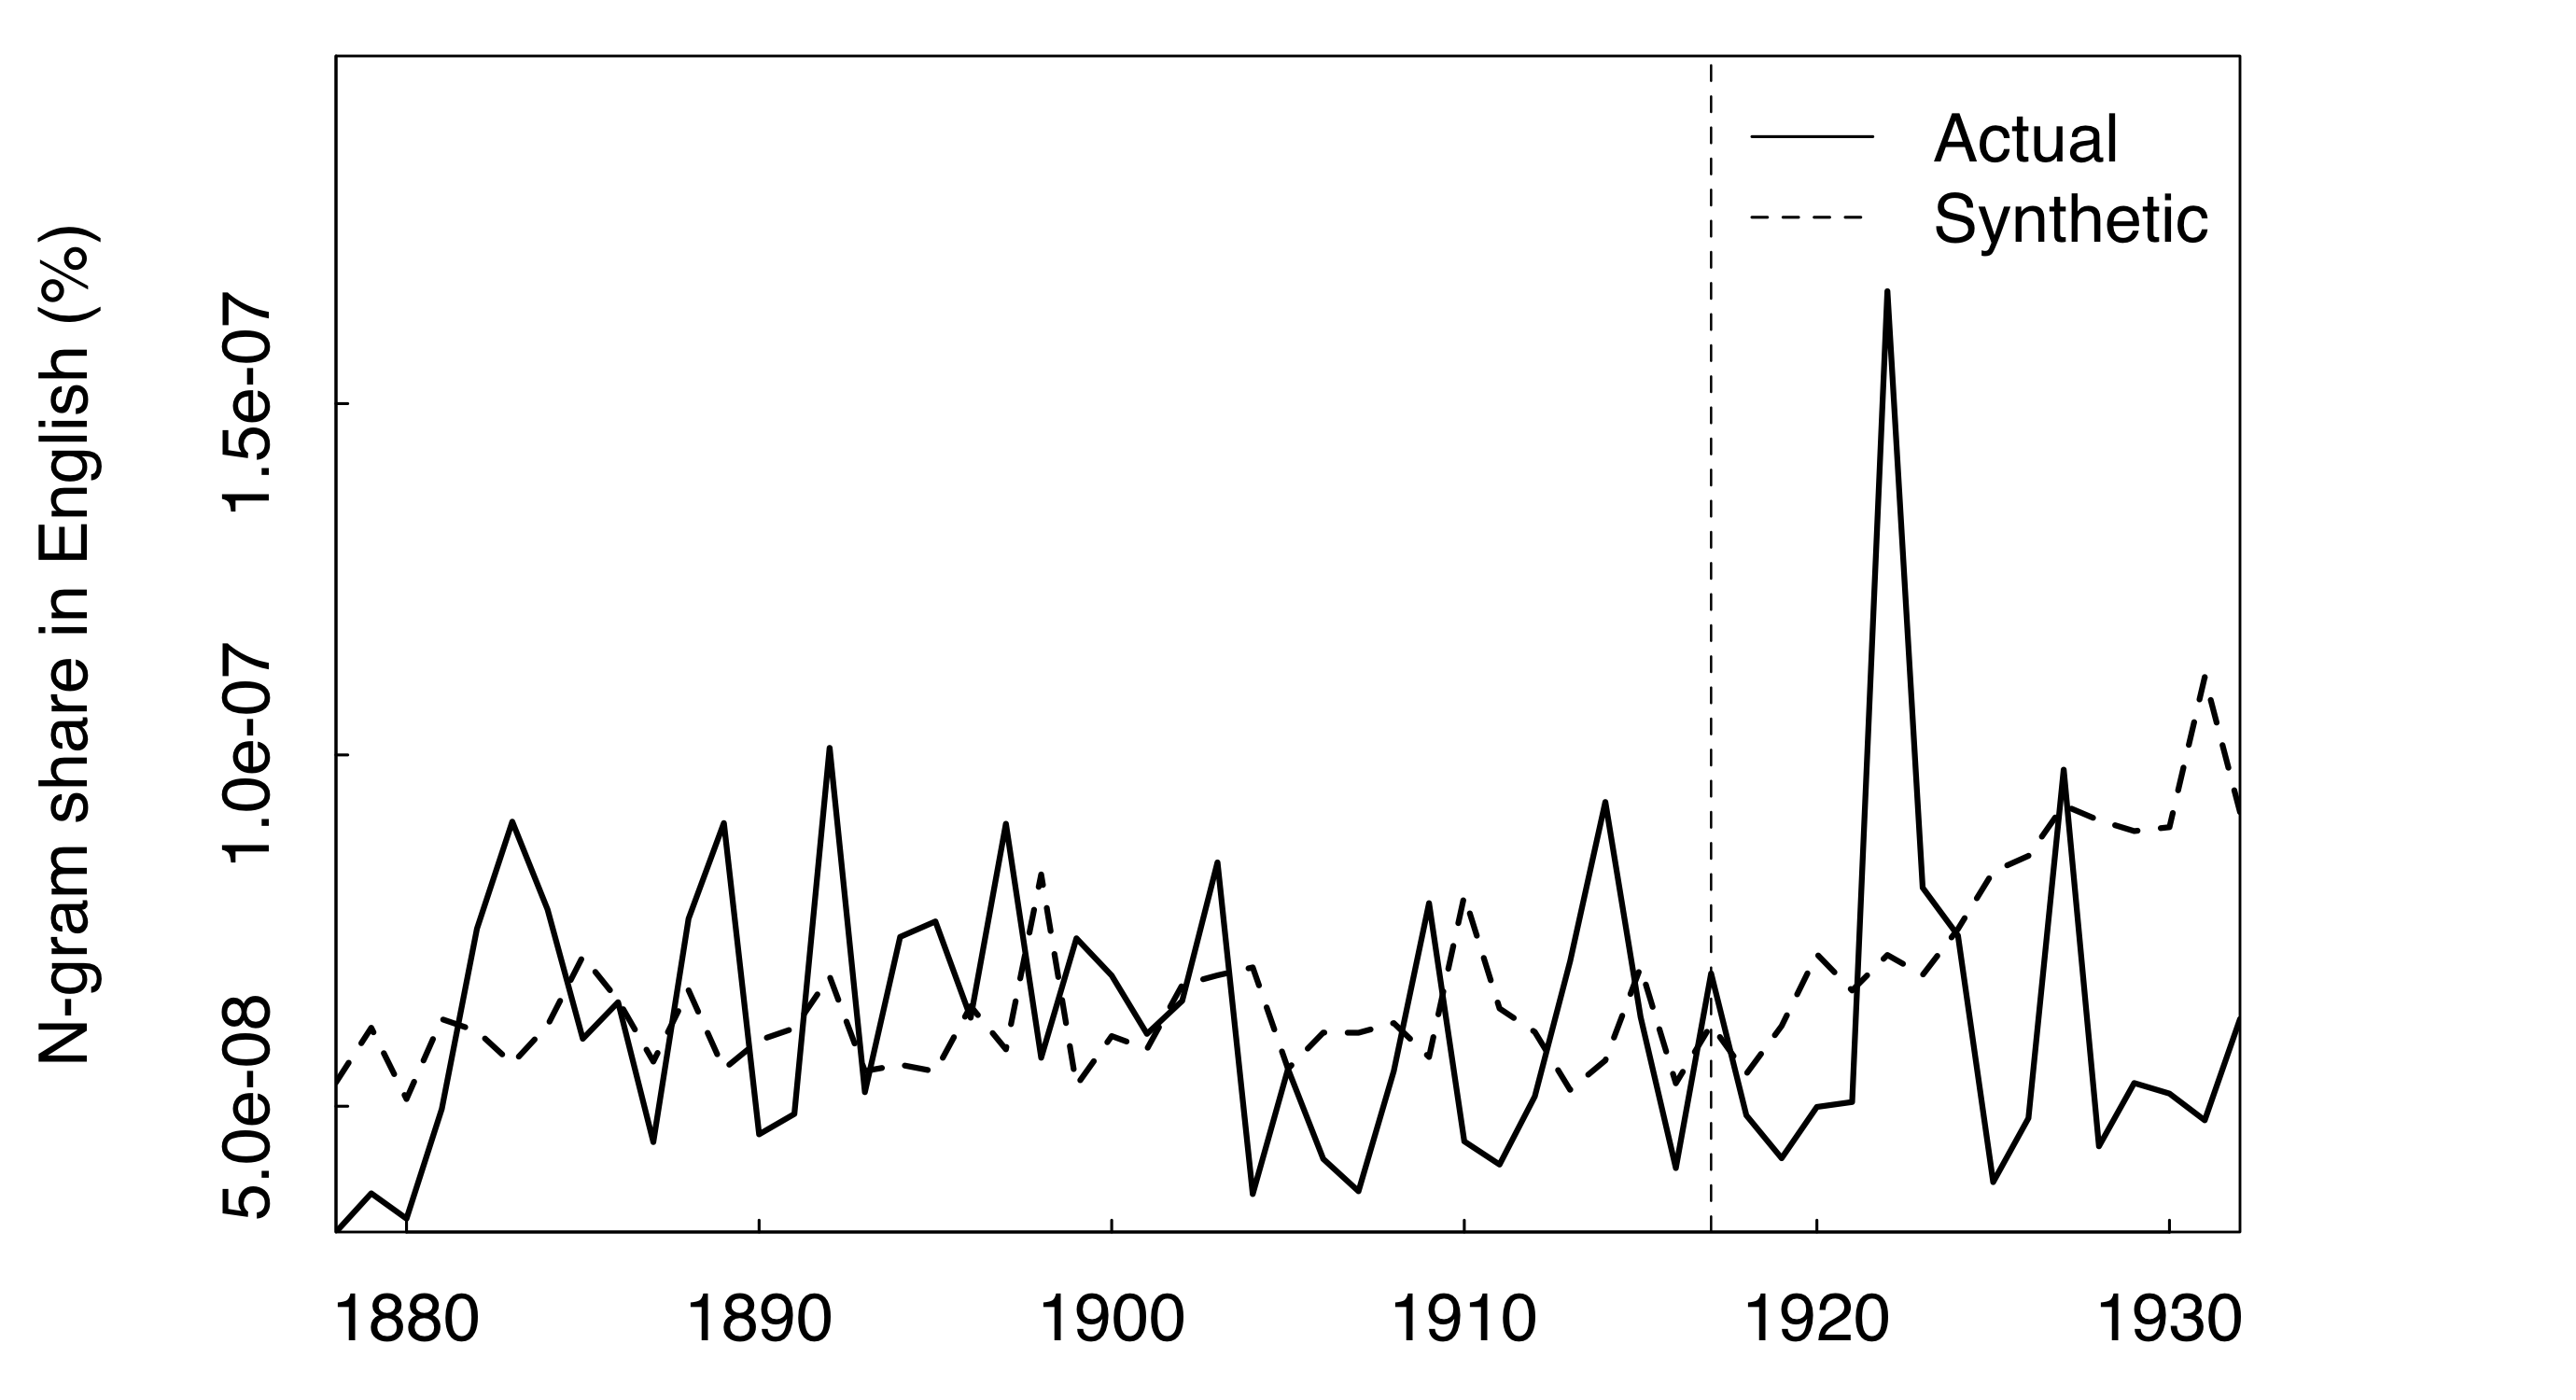 N-gram share in English (%)
1.5e-07
1.0e-07
5.0e-08
Actual
Synthetic
1880 1890 1900 1910 1920 1930